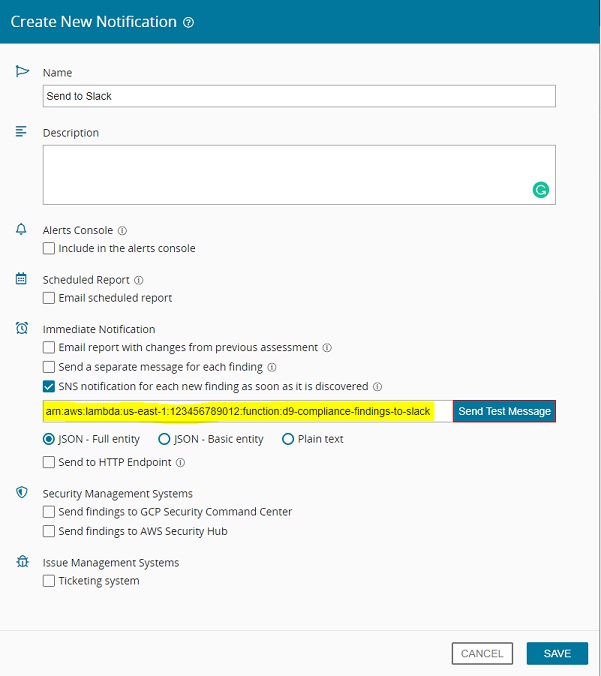 Create New Notification
Name
Send to Slack
Description
Alerts Console
Include in the alerts console
Scheduled Report
Email scheduled report
Immediate Notification
Email report with changes from previous assessment
Send a separate message for each finding
SNS notification for each new finding as soon as it is discovered
arn:aws:lambda:us-east-1:123456789012:function:d9-compliance-findings-to-slack Send Test Message
JSON - Full entity JSON - Basic entity Plain text
Send to HTTP Endpoint
Security Management Systems
Send findings to GCP Security Command Center
Send findings to AWS Security Hub
Issue Management Systems
Ticketing system
CANCEL SAVE